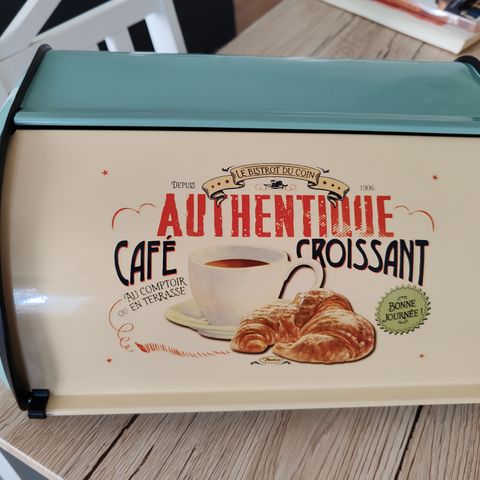 LE BISTROT DU COIN
DEPUIS 1906
AUTHENTIQUE
CAFÉ CROISSANT
AU COMPTOIR
OU EN TERRASSE
BONNE
JOURNÉE !